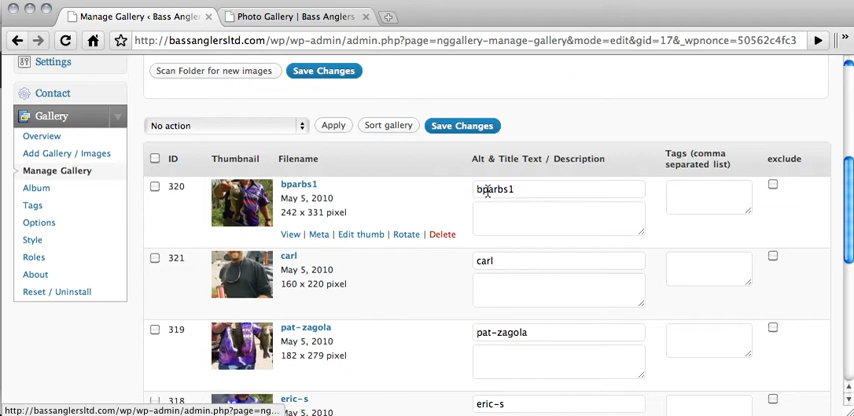 Manage Gallery ‹ Bass Angler
Photo Gallery | Bass Anglers
http://bassanglersltd.com/wp/wp-admin/admin.php?page=nggallery-manage-gallery&mode=edit&gid=17&_wpnonce=50562c4fc3
Settings
Contact
Gallery
Overview
Add Gallery / Images
Manage Gallery
Album
Tags
Options
Style
Roles
About
Reset / Uninstall
Scan Folder for new images
Save Changes
No action
Apply
Sort gallery
Save Changes
ID
Thumbnail
Filename
Alt & Title Text / Description
Tags (comma
separated list)
exclude
320
bparbs1
May 5, 2010
242 x 331 pixel
View | Meta | Edit thumb | Rotate | Delete
bparbs1
321
carl
May 5, 2010
160 x 220 pixel
carl
319
pat-zagola
May 5, 2010
182 x 279 pixel
pat-zagola
318
eric-s
May 5, 2010
eric-s
http://bassanglersltd.com/wp/wp-admin/admin.php?page=ng...